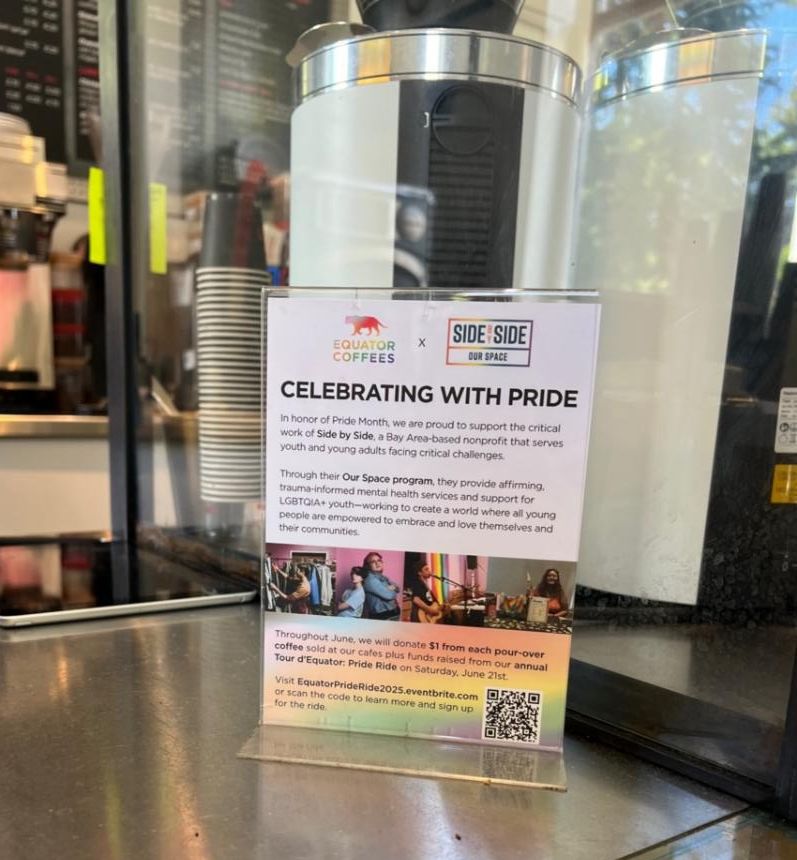 EQUATOR
COFFEES
X
SIDE SIDE
OUR SPACE
CELEBRATING WITH PRIDE
In honor of Pride Month, we are proud to support the critical
work of Side by Side, a Bay Area-based nonprofit that serves
youth and young adults facing critical challenges.
Through their Our Space program, they provide affirming,
trauma-informed mental health services and support for
LGBTQIA+ youth—working to create a world where all young
people are empowered to embrace and love themselves and
their communities.
Throughout June, we will donate $1 from each pour-over
coffee sold at our cafes plus funds raised from our annual
Tour d'Equator: Pride Ride on Saturday, June 21st.
Visit EquatorPrideRide2025.eventbrite.com
or scan the code to learn more and sign up
for the ride.